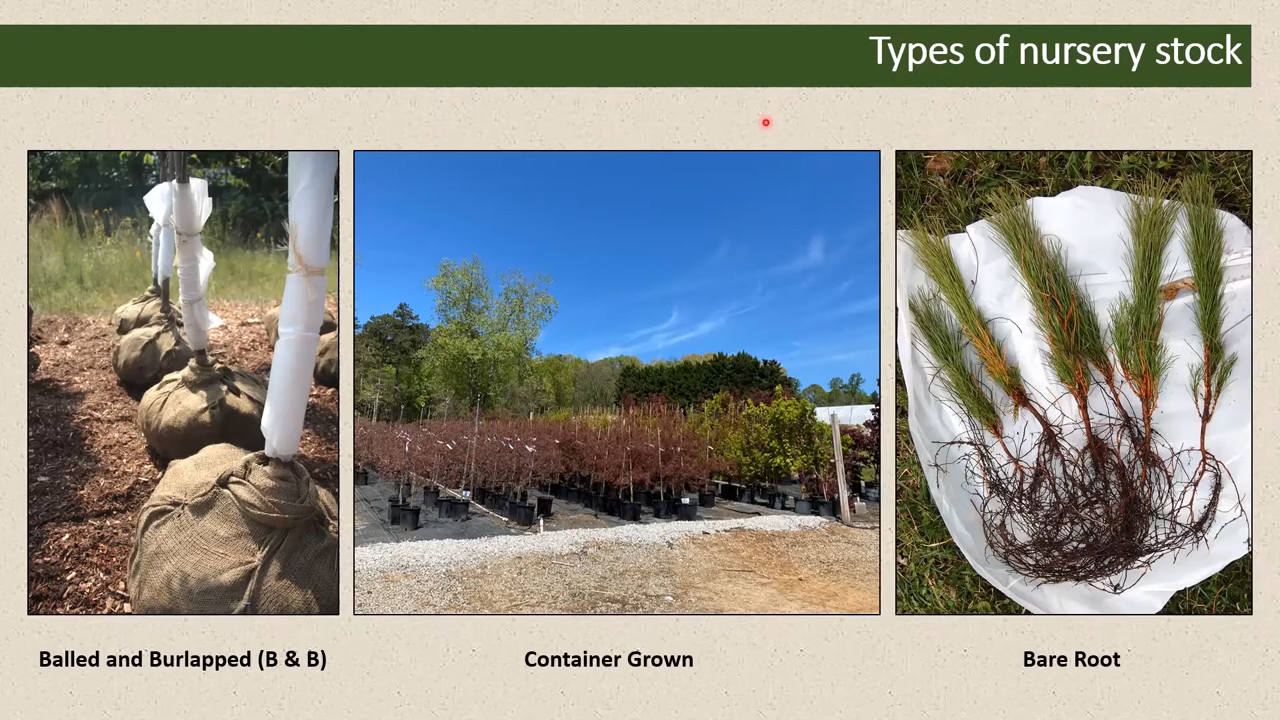 Types of nursery stock
Balled and Burlapped (B & B)
Container Grown
Bare Root